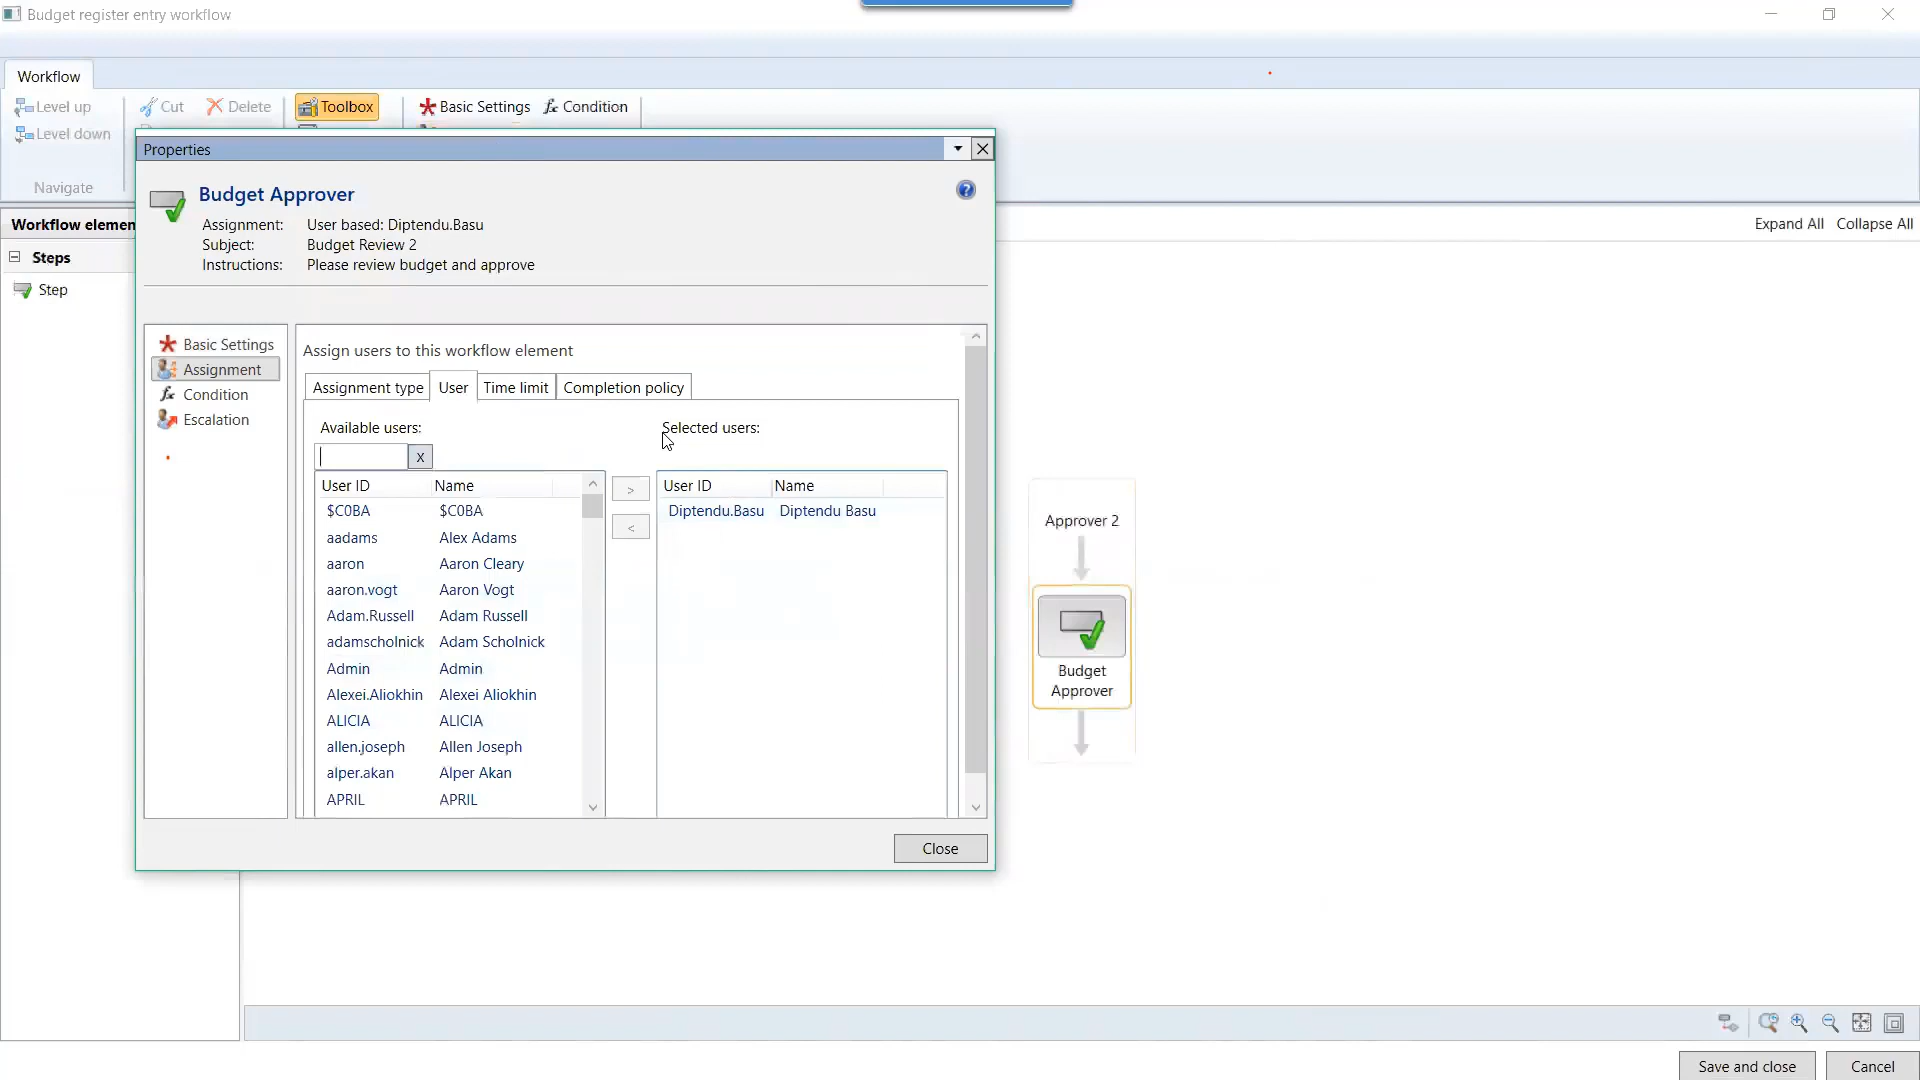 Budget register entry workflow
Workflow
Level up
Cut
Delete
Toolbox
Basic Settings
Condition
Level down
Navigate
Properties
Budget Approver
Assignment: User based: Diptendu.Basu
Subject: Budget Review 2
Instructions: Please review budget and approve
Workflow elemen
Expand All Collapse All
Steps
Step
Basic Settings
Assignment
Condition
Escalation
Assign users to this workflow element
Assignment type User Time limit Completion policy
Available users:
Selected users:
x
User ID Name
$C0BA $C0BA
aadams Alex Adams
aaron Aaron Cleary
aaron.vogt Aaron Vogt
Adam.Russell Adam Russell
adamscholnick Adam Scholnick
Admin Admin
Alexei.Aliokhin Alexei Aliokhin
ALICIA ALICIA
allen.joseph Allen Joseph
alper.akan Alper Akan
APRIL APRIL
>
<
User ID Name
Diptendu.Basu Diptendu Basu
Close
Approver 2
Budget
Approver
Save and close Cancel